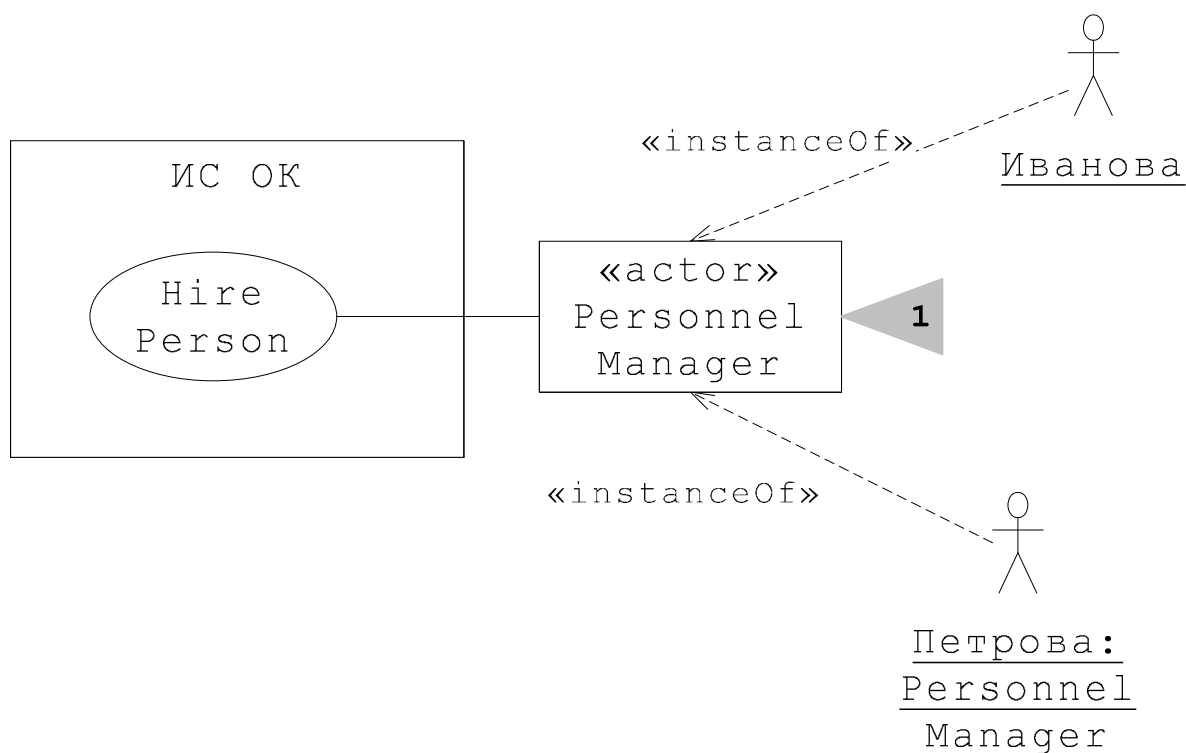 «instanceOf»
Иванова
ИС ОК
Hire
Person
«actor»
Personnel
Manager
1
«instanceOf»
Петрова:
Personnel
Manager